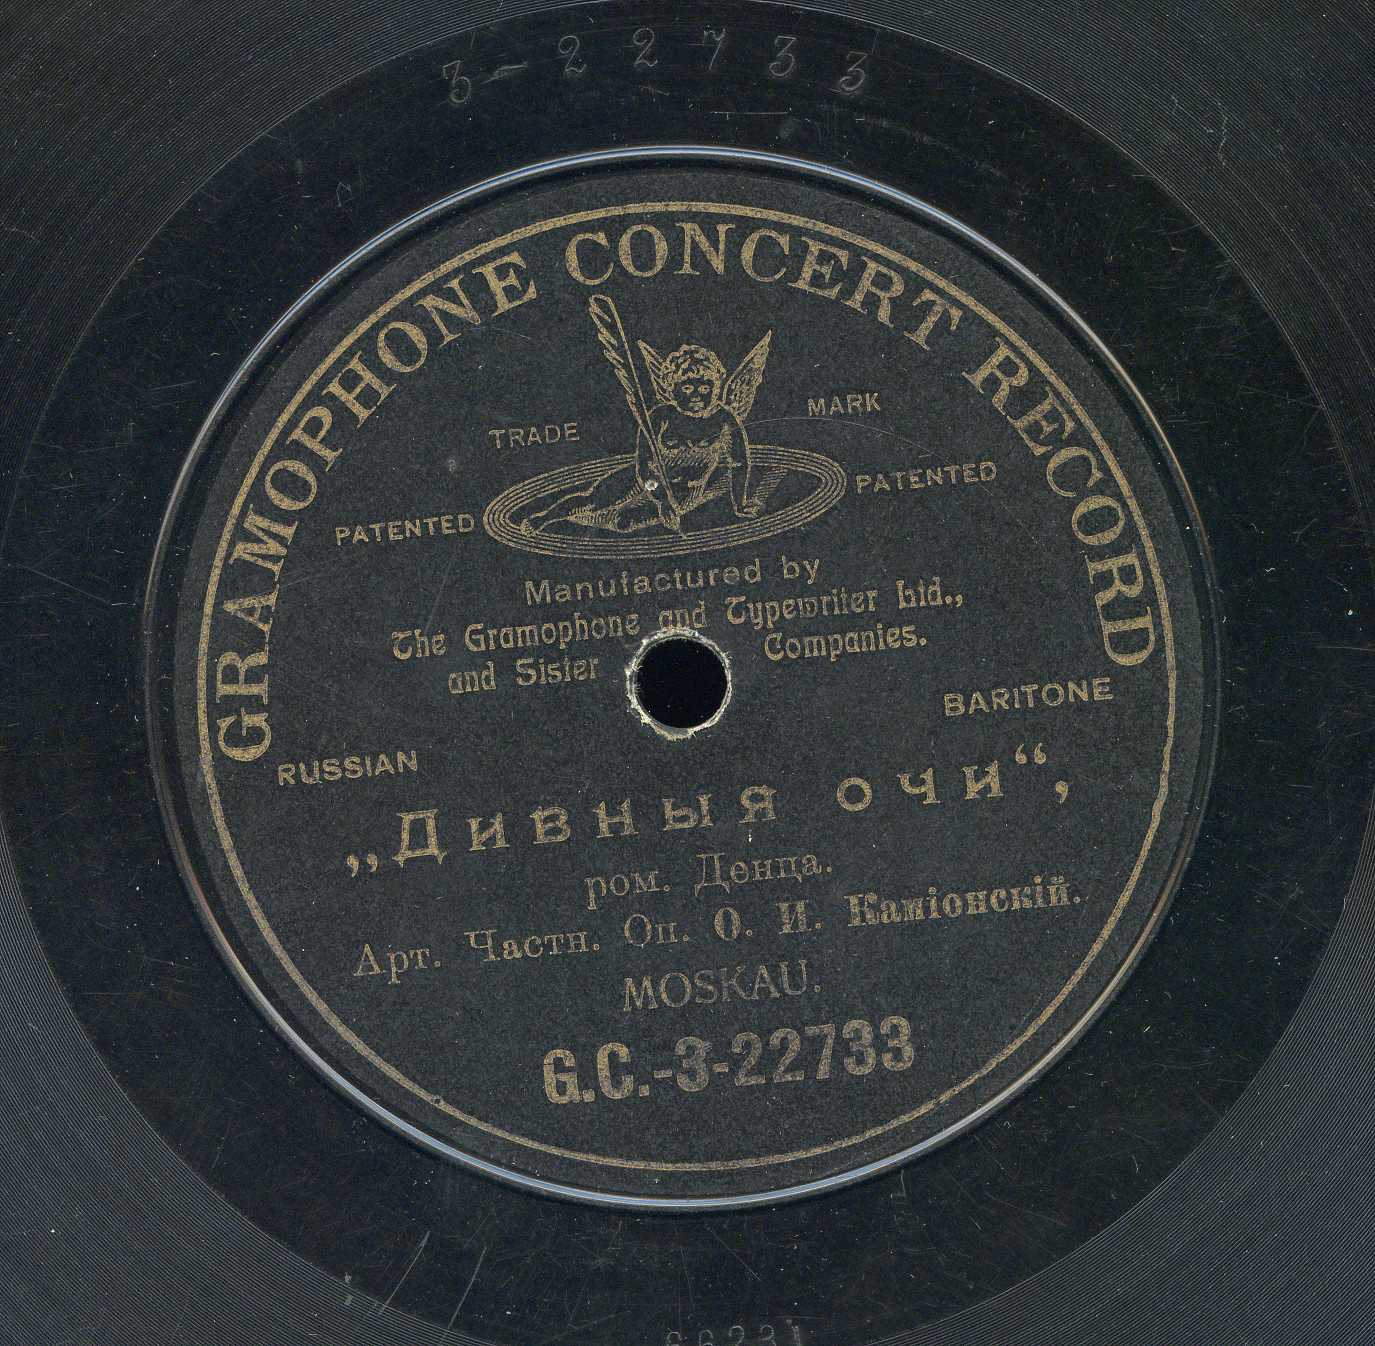 3-22733
GRAMOPHONE CONCERT RECORD
TRADE MARK
PATENTED PATENTED
Manufactured by
The Gramophone and Typewriter Ltd.,
and Sister Companies.
RUSSIAN BARITONE
„Дивныя очи“,
ром. Денца.
Арт. Частн. Оп. О. И. Каміонскій.
MOSKAU.
G.C.-3-22733